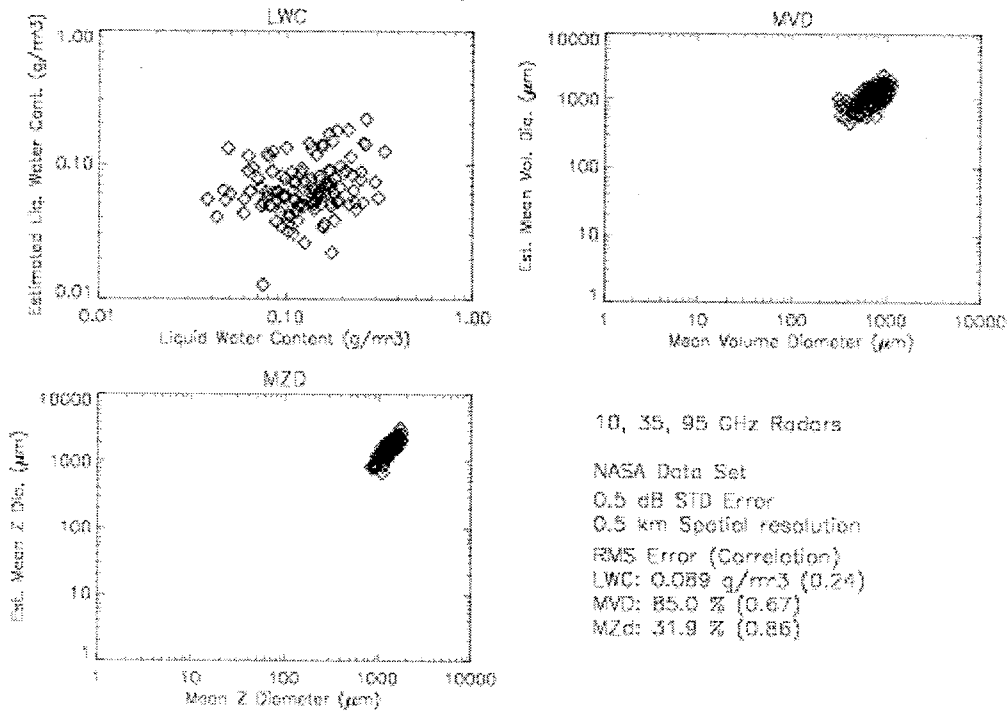 LWC
Estimated Liq. Water Cont. (g/m3)
1.00
0.10
0.01
0.01
0.10
1.00
Liquid Water Content (g/m3)
MVD
Est. Mean Vol. Dia. (μm)
10000
1000
100
10
1
1
10
100
1000
10000
Mean Volume Diameter (μm)
MZD
Est. Mean Z Dia. (μm)
10000
1000
100
10
1
1
10
100
1000
10000
Mean Z Diameter (μm)
10, 35, 95 GHz Radars
NASA Data Set
0.5 dB STD Error
0.5 km Spatial resolution
RMS Error (Correlation)
LWC: 0.089 g/m3 (0.24)
MVD: 85.0 % (0.67)
MZd: 31.9 % (0.86)